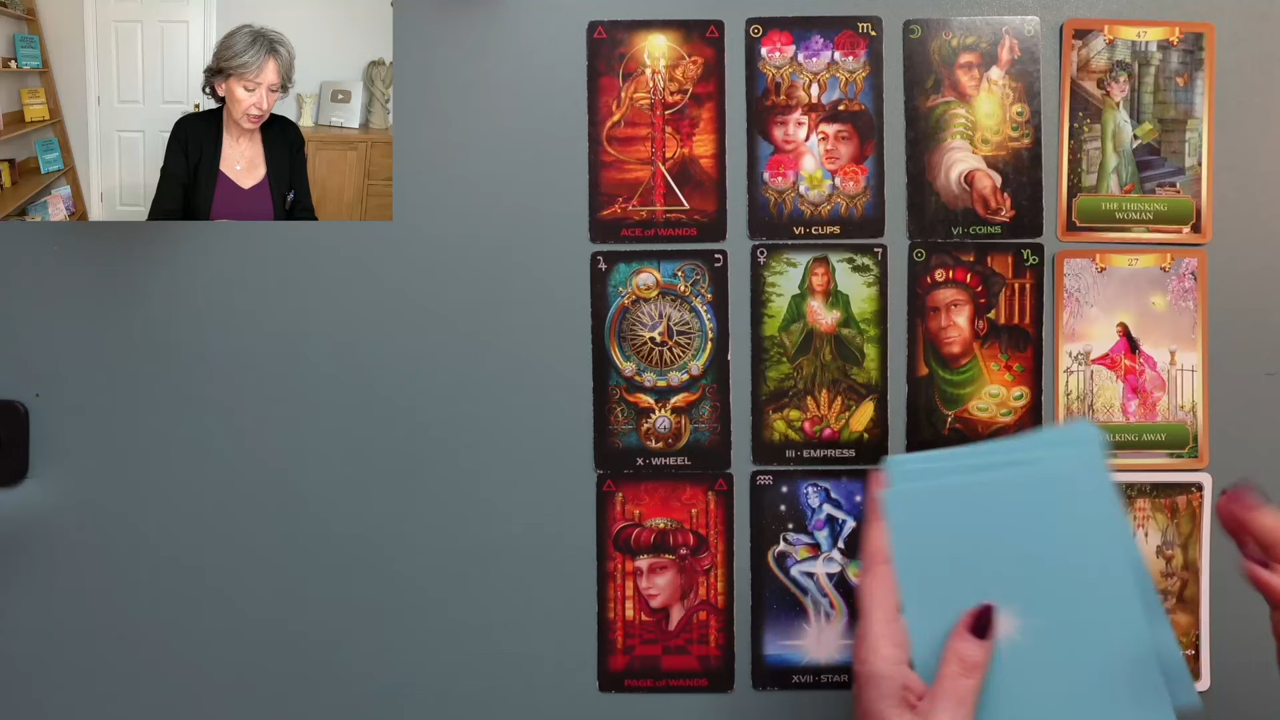 47
ACE of WANDS
VI • CUPS
VI • COINS
THE THINKING
WOMAN
27
X • WHEEL
III • EMPRESS
WALKING AWAY
PAGE of WANDS
XVII • STAR